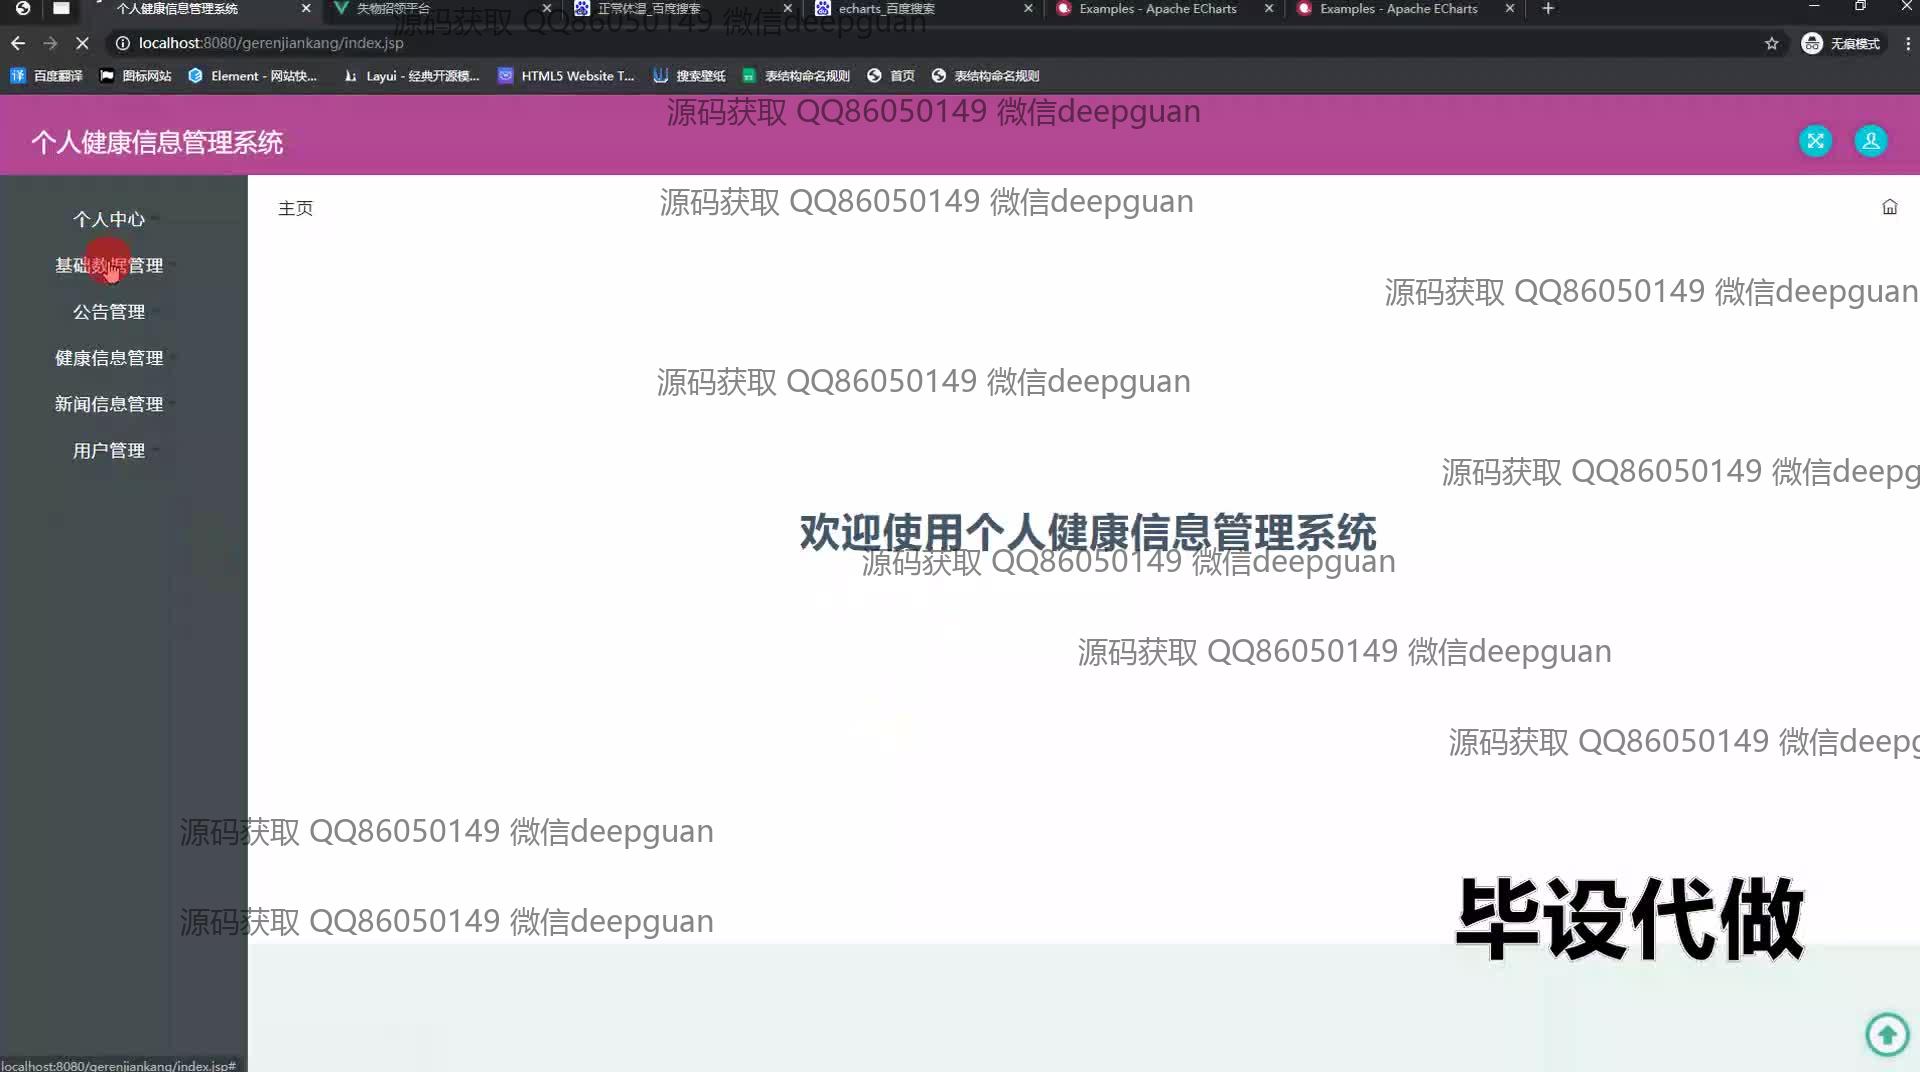 个人健康信息管理系统
失物招领平台
正常体温_百度搜索
echarts_百度搜索
Examples - Apache ECharts
Examples - Apache ECharts
源码获取 QQ86050149 微信deepguan
localhost:8080/gerenjiankang/index.jsp
无痕模式
百度翻译
图标网站
Element - 网站快...
Layui - 经典开源模...
HTML5 Website T...
搜索壁纸
表结构命名规则
首页
表结构命名规则
源码获取 QQ86050149 微信deepguan
个人健康信息管理系统
个人中心
主页
源码获取 QQ86050149 微信deepguan
基础数据管理
源码获取 QQ86050149 微信deepguan
公告管理
健康信息管理
源码获取 QQ86050149 微信deepguan
新闻信息管理
用户管理
源码获取 QQ86050149 微信deepg
欢迎使用个人健康信息管理系统
源码获取 QQ86050149 微信deepguan
源码获取 QQ86050149 微信deepguan
源码获取 QQ86050149 微信deepg
源码获取 QQ86050149 微信deepguan
源码获取 QQ86050149 微信deepguan
毕设代做
localhost:8080/gerenjiankang/index.jsp#